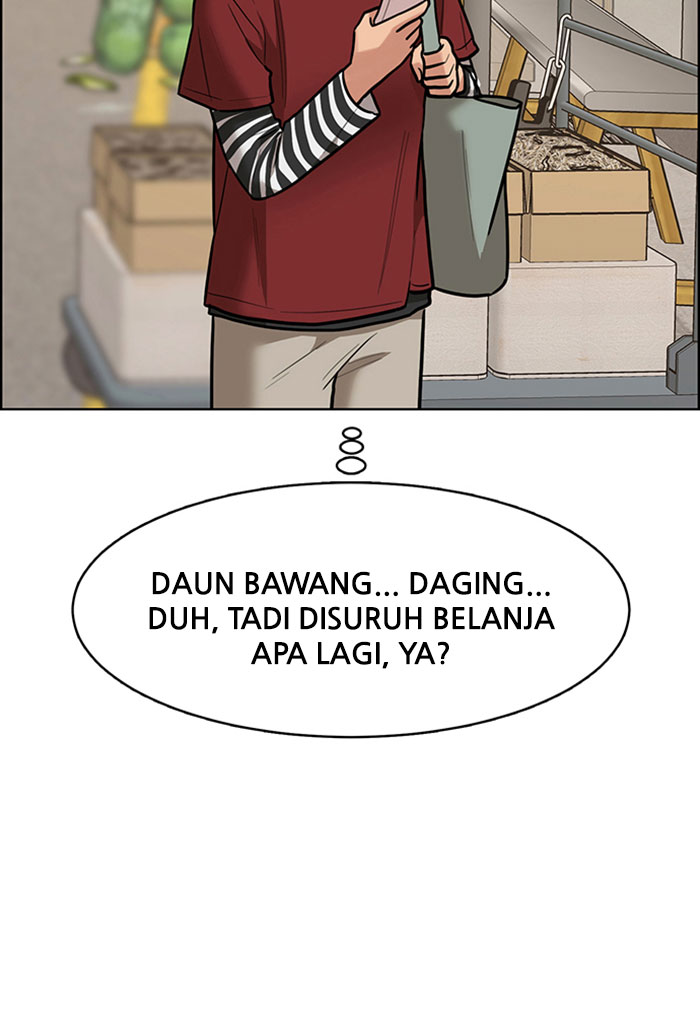 DAUN BAWANG... DAGING...
DUH, TADI DISURUH BELANJA
APA LAGI, YA?